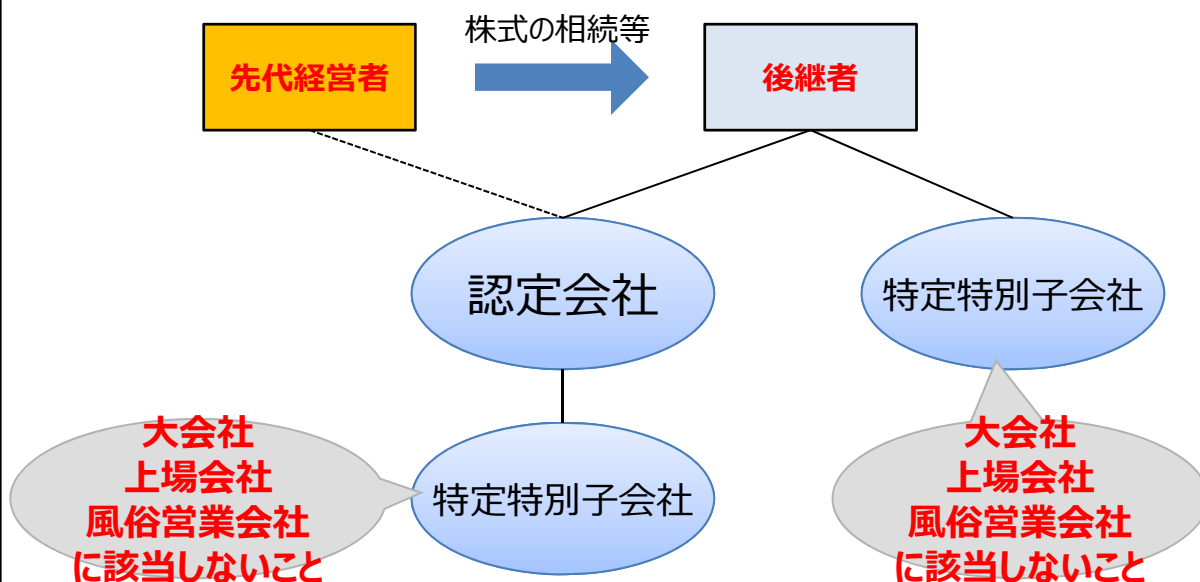 株式の相続等
先代経営者
後継者
認定会社
特定特別子会社
大会社
上場会社
風俗営業会社
に該当しないこと
特定特別子会社
大会社
上場会社
風俗営業会社
に該当しないこと